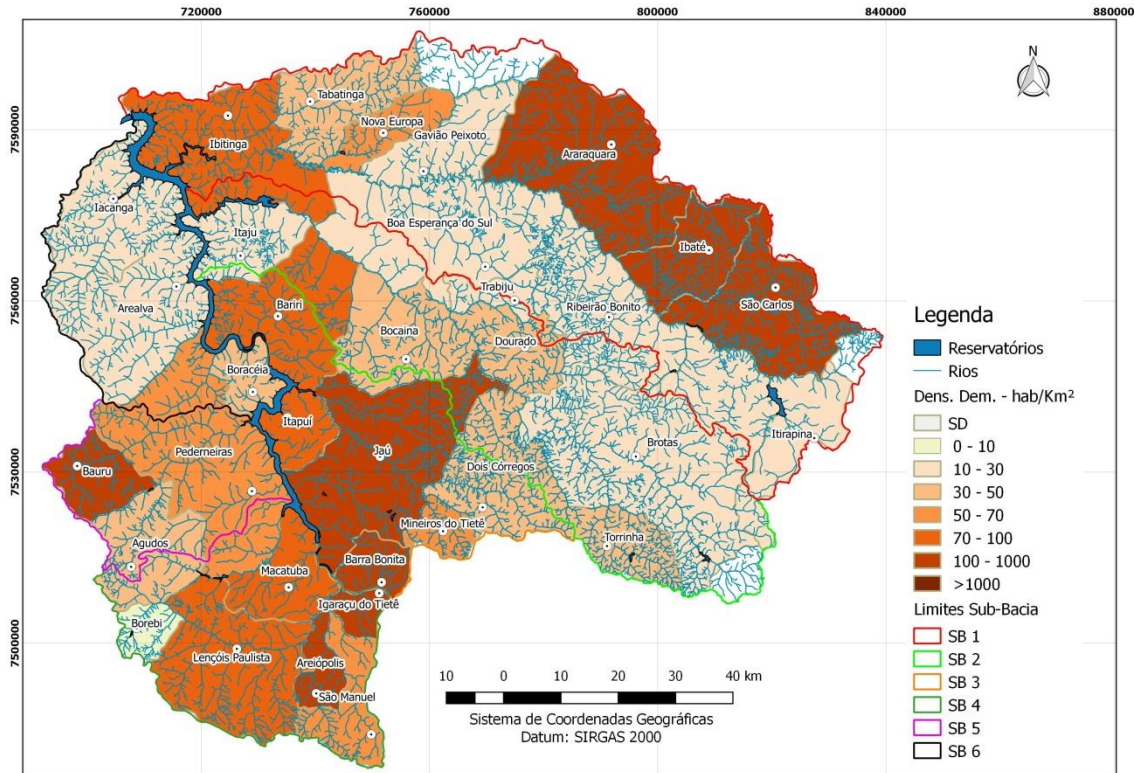 720000
760000
800000
840000
880000
7590000
7560000
7530000
7500000
N
Tabatinga
Nova Europa
Gavião Peixoto
Ibitinga
Araraquara
Iacanga
Itaju
Boa Esperança do Sul
Ibaté
Arealva
Bariri
Trabiju
Ribeirão Bonito
São Carlos
Bocaina
Dourado
Boracéia
Itapuí
Itirapina
Pederneiras
Jaú
Brotas
Bauru
Dois Córregos
Mineiros do Tietê
Agudos
Torrinha
Barra Bonita
Macatuba
Igaraçu do Tietê
Borebi
Lençóis Paulista
Areiópolis
São Manuel
10 0 10 20 30 40 km
Sistema de Coordenadas Geográficas
Datum: SIRGAS 2000
Legenda
Reservatórios
Rios
Dens. Dem. - hab/Km²
SD
0 - 10
10 - 30
30 - 50
50 - 70
70 - 100
100 - 1000
>1000
Limites Sub-Bacia
SB 1
SB 2
SB 3
SB 4
SB 5
SB 6